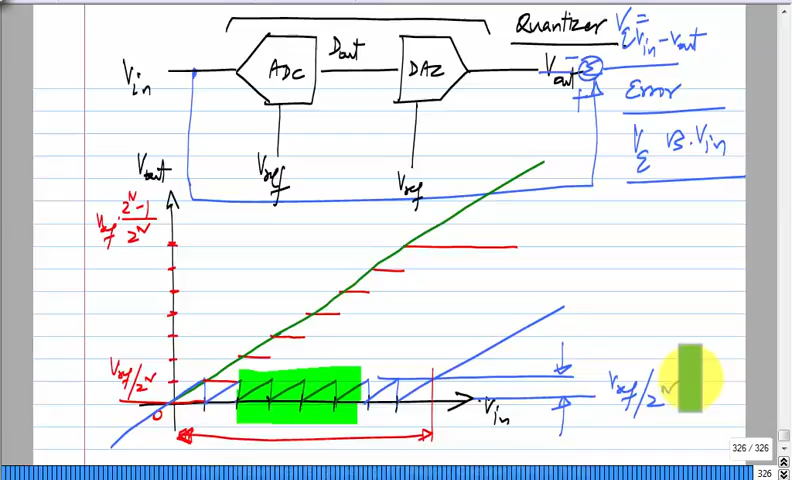 Quantizer
V_ε = V_in - V_out
V_in
ADC
D_out
DAC
V_out
Σ
- 
+
Error
V_ε vs. V_in
V_ref
V_ref
V_out
V_ref · 2^N-1 / 2^N
V_ref/2^N
0
V_in
V_ref/2^N
326 / 326
326